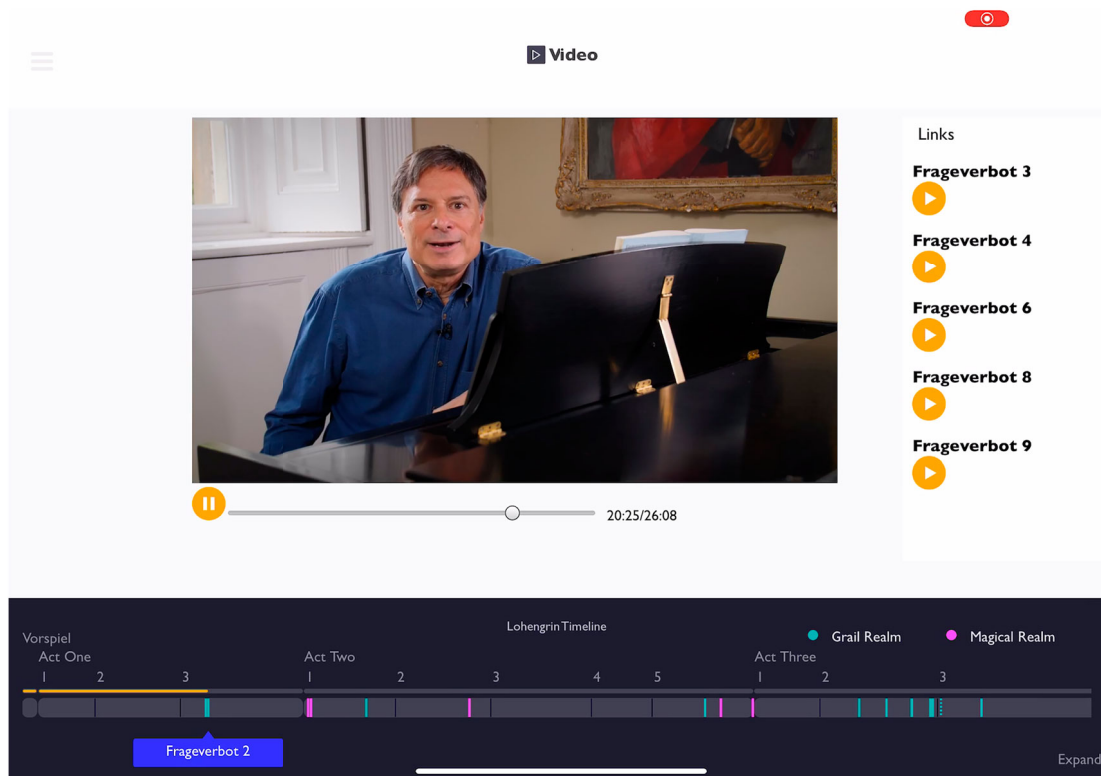 Video
Links
Frageverbot 3
Frageverbot 4
Frageverbot 6
Frageverbot 8
Frageverbot 9
20:25/26:08
Lohengrin Timeline
Grail Realm
Magical Realm
Vorspiel
Act One
Act Two
Act Three
1 2 3 1 2 3 4 5 1 2 3
Frageverbot 2
Expand